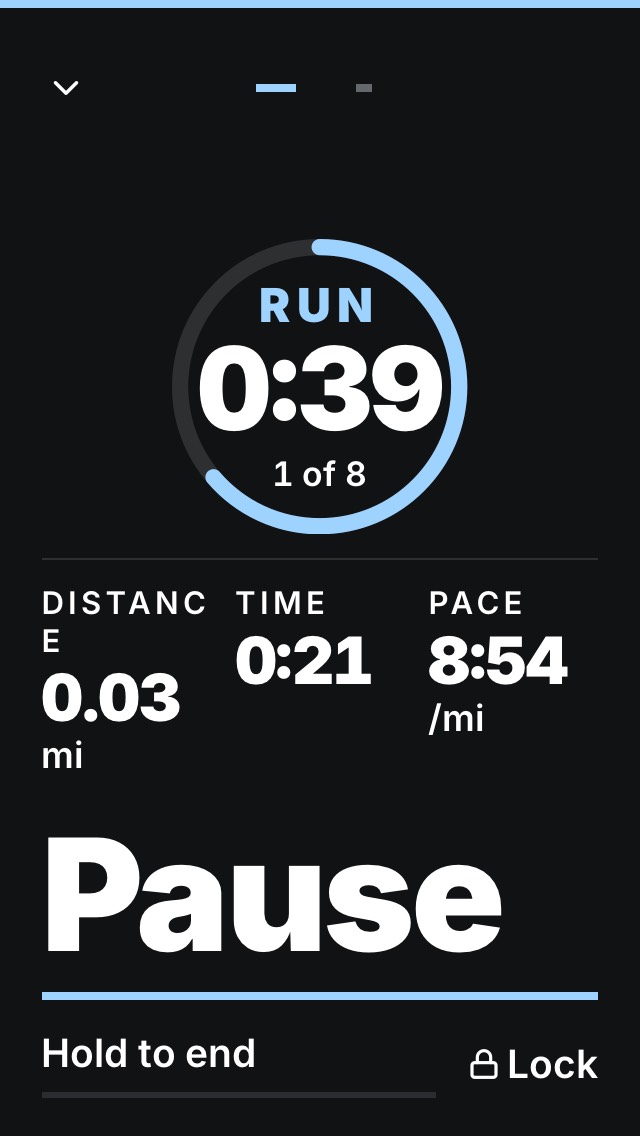 RUN
0:39
1 of 8
DISTANC
E
0.03
mi
TIME
0:21
PACE
8:54
/mi
Pause
Hold to end
Lock